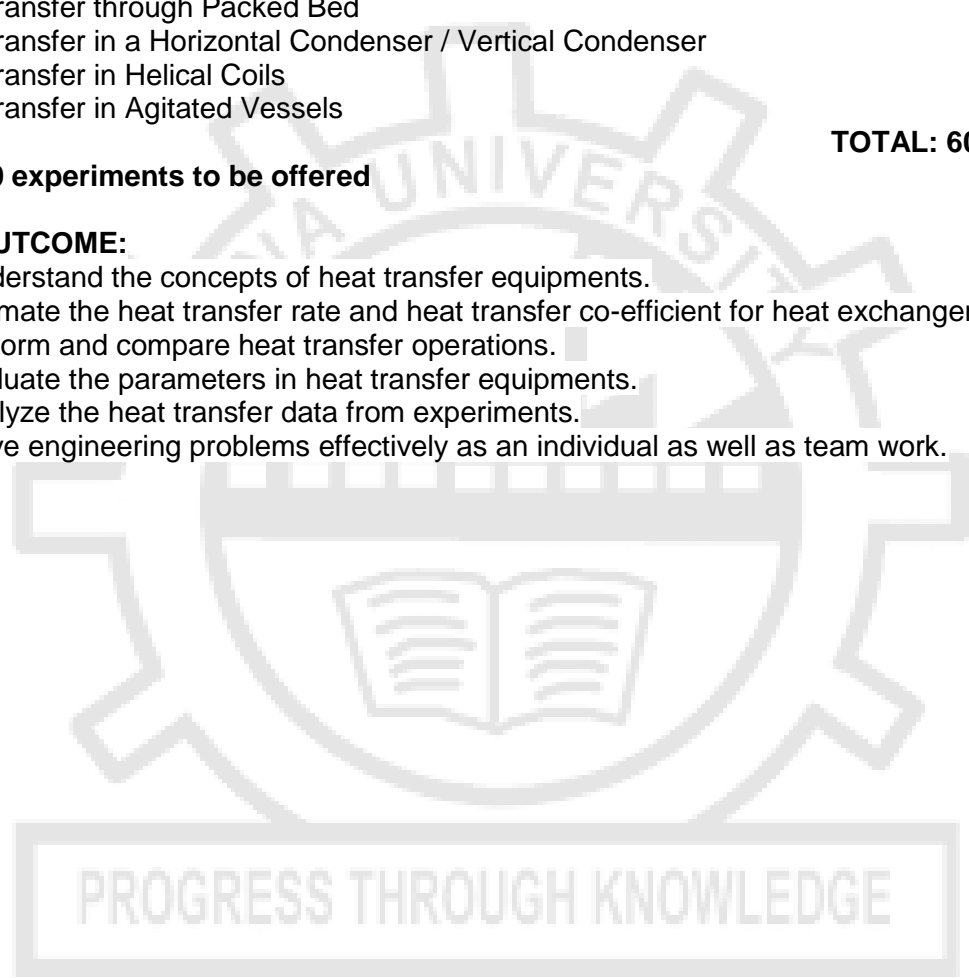 ransfer through Packed Bed
ransfer in a Horizontal Condenser / Vertical Condenser
ransfer in Helical Coils
ransfer in Agitated Vessels
TOTAL: 60
0 experiments to be offered
UTCOME:
derstand the concepts of heat transfer equipments.
mate the heat transfer rate and heat transfer co-efficient for heat exchanger
orm and compare heat transfer operations.
luate the parameters in heat transfer equipments.
lyze the heat transfer data from experiments.
ve engineering problems effectively as an individual as well as team work.
NA UNIVERSITY
PROGRESS THROUGH KNOWLEDGE